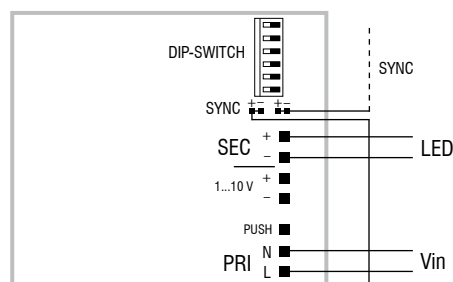 DIP-SWITCH
SYNC
SYNC + - + -
SEC + LED
-
1...10 V +
-
PUSH
PRI N Vin
L